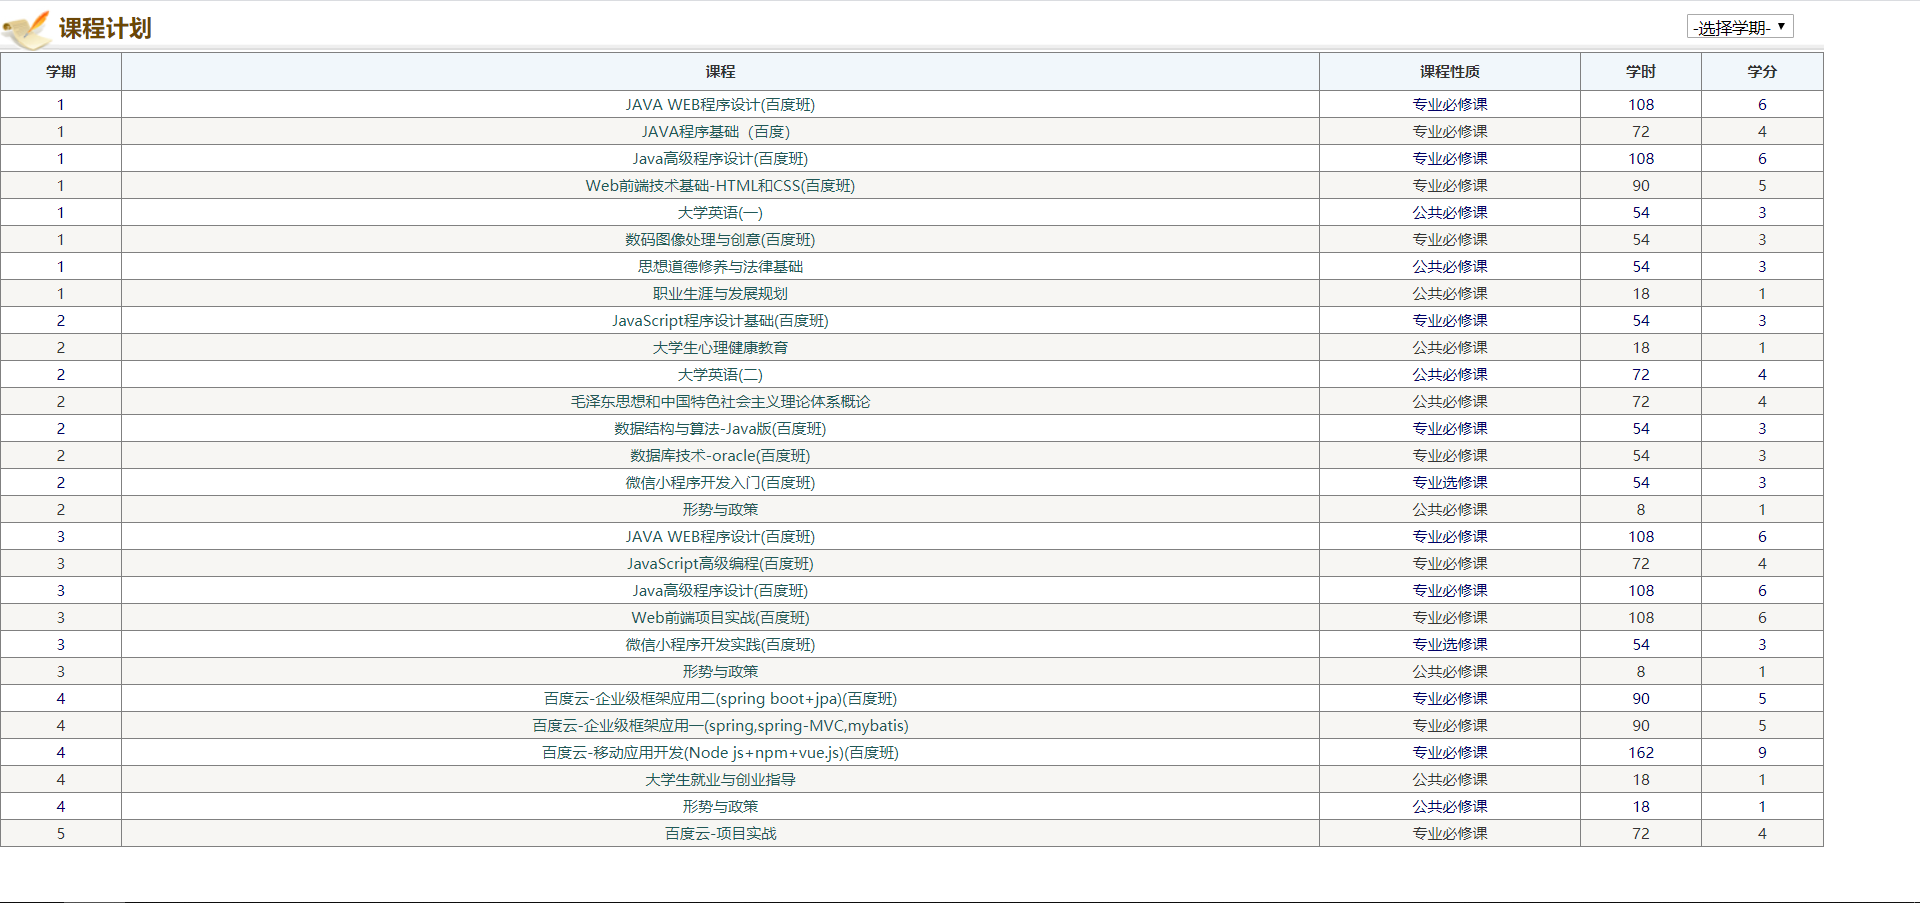 课程计划
-选择学期-
学期 课程 课程性质 学时 学分
1 JAVA WEB程序设计(百度班) 专业必修课 108 6
1 JAVA程序基础（百度） 专业必修课 72 4
1 Java高级程序设计(百度班) 专业必修课 108 6
1 Web前端技术基础-HTML和CSS(百度班) 专业必修课 90 5
1 大学英语(一) 公共必修课 54 3
1 数码图像处理与创意(百度班) 专业必修课 54 3
1 思想道德修养与法律基础 公共必修课 54 3
1 职业生涯与发展规划 公共必修课 18 1
2 JavaScript程序设计基础(百度班) 专业必修课 54 3
2 大学生心理健康教育 公共必修课 18 1
2 大学英语(二) 公共必修课 72 4
2 毛泽东思想和中国特色社会主义理论体系概论 公共必修课 72 4
2 数据结构与算法-Java版(百度班) 专业必修课 54 3
2 数据库技术-oracle(百度班) 专业必修课 54 3
2 微信小程序开发入门(百度班) 专业选修课 54 3
2 形势与政策 公共必修课 8 1
3 JAVA WEB程序设计(百度班) 专业必修课 108 6
3 JavaScript高级编程(百度班) 专业必修课 72 4
3 Java高级程序设计(百度班) 专业必修课 108 6
3 Web前端项目实战(百度班) 专业必修课 108 6
3 微信小程序开发实践(百度班) 专业选修课 54 3
3 形势与政策 公共必修课 8 1
4 百度云-企业级框架应用二(spring boot+jpa)(百度班) 专业必修课 90 5
4 百度云-企业级框架应用一(spring,spring-MVC,mybatis) 专业必修课 90 5
4 百度云-移动应用开发(Node js+npm+vue.js)(百度班) 专业必修课 162 9
4 大学生就业与创业指导 公共必修课 18 1
4 形势与政策 公共必修课 18 1
5 百度云-项目实战 专业必修课 72 4